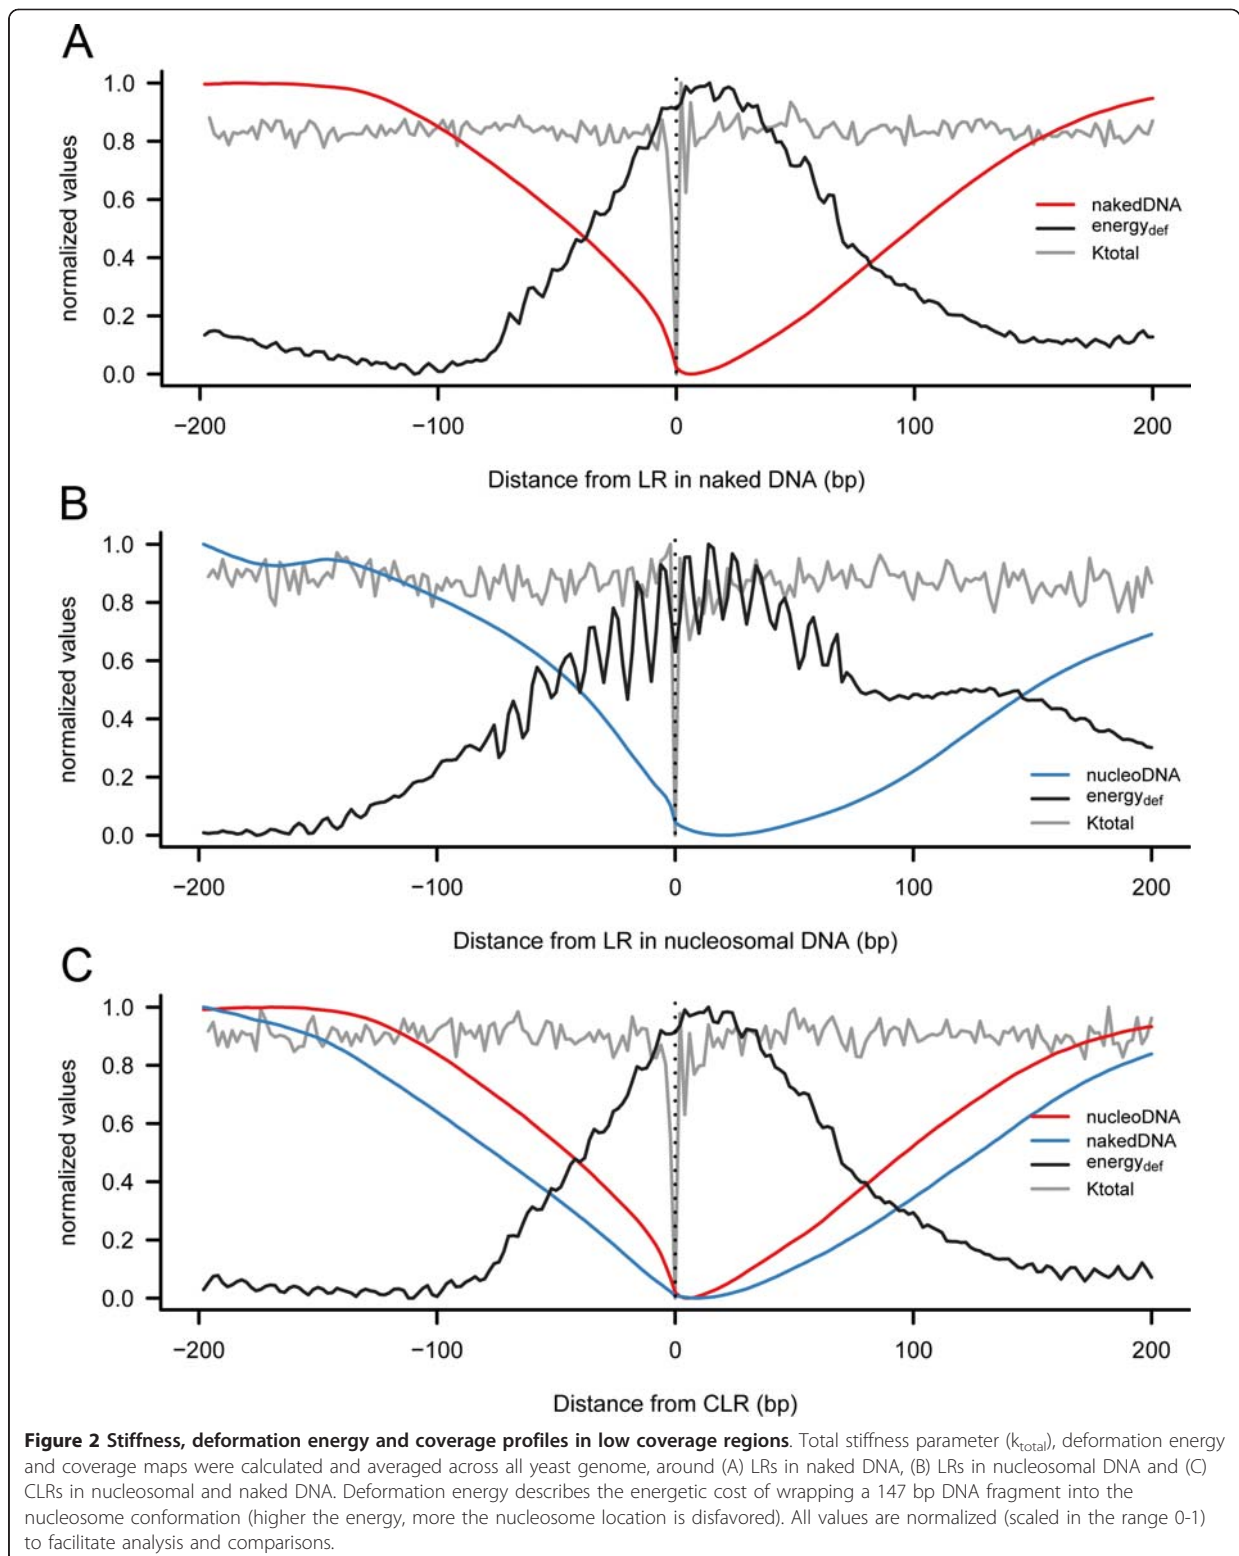 A
1.0
0.8
0.6
0.4
0.2
0.0
normalized values
nakedDNA
energydef
Ktotal
−200 −100 0 100 200
Distance from LR in naked DNA (bp)
B
1.0
0.8
0.6
0.4
0.2
0.0
normalized values
nucleoDNA
energydef
Ktotal
−200 −100 0 100 200
Distance from LR in nucleosomal DNA (bp)
C
1.0
0.8
0.6
0.4
0.2
0.0
normalized values
nucleoDNA
nakedDNA
energydef
Ktotal
−200 −100 0 100 200
Distance from CLR (bp)
Figure 2 Stiffness, deformation energy and coverage profiles in low coverage regions. Total stiffness parameter (ktotal), deformation energy
and coverage maps were calculated and averaged across all yeast genome, around (A) LRs in naked DNA, (B) LRs in nucleosomal DNA and (C)
CLRs in nucleosomal and naked DNA. Deformation energy describes the energetic cost of wrapping a 147 bp DNA fragment into the
nucleosome conformation (higher the energy, more the nucleosome location is disfavored). All values are normalized (scaled in the range 0-1)
to facilitate analysis and comparisons.